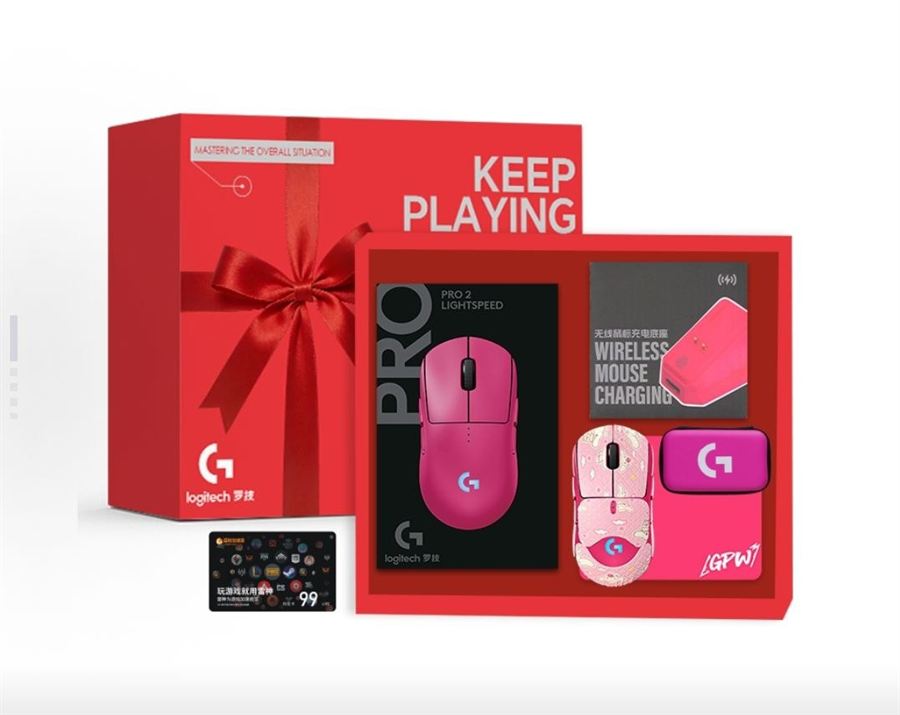 MASTERING THE OVERALL SITUATION
KEEP
PLAYING
logitech 罗技
PRO
PRO 2
LIGHTSPEED
logitech 罗技
无线鼠标充电底座
WIRELESS
MOUSE
CHARGING
GPW
玩游戏就用雷神
99